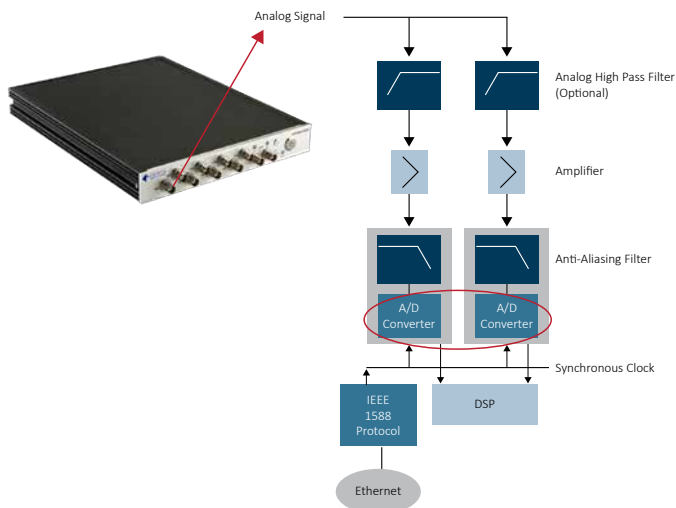 Analog Signal
Analog High Pass Filter
(Optional)
Amplifier
Anti-Aliasing Filter
A/D
Converter
A/D
Converter
Synchronous Clock
IEEE
1588
Protocol
DSP
Ethernet